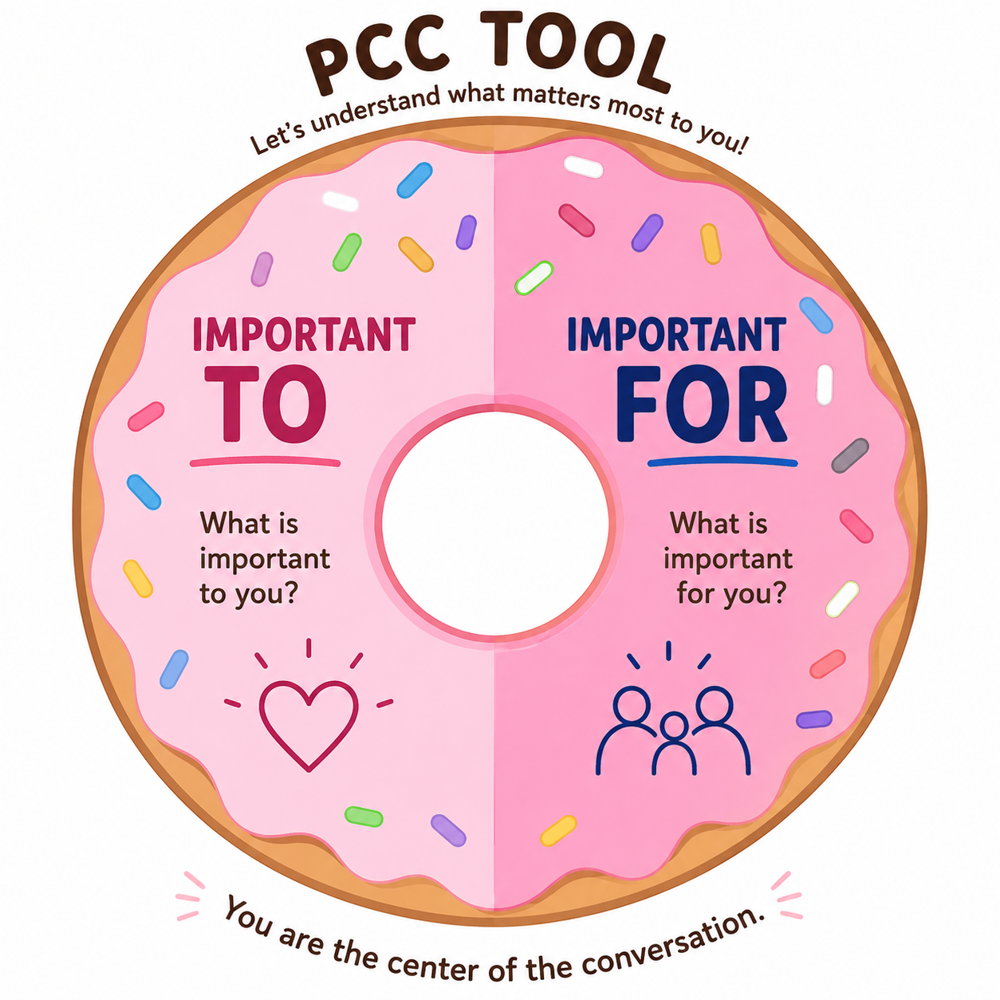 PCC TOOL
Let's understand what matters most to you!
IMPORTANT
TO
What is
important
to you?
IMPORTANT
FOR
What is
important
for you?
You are the center of the conversation.